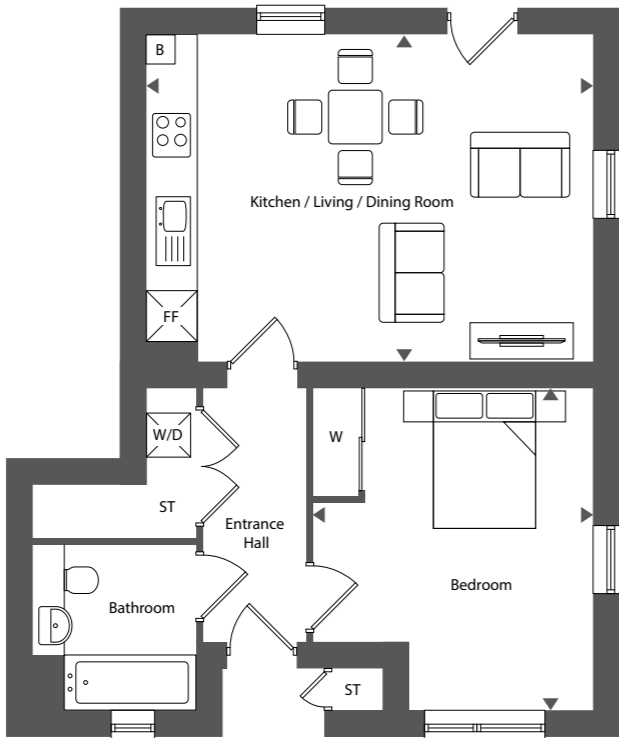 B
Kitchen / Living / Dining Room
FF
W/D
W
ST
Entrance
Hall
Bedroom
Bathroom
ST